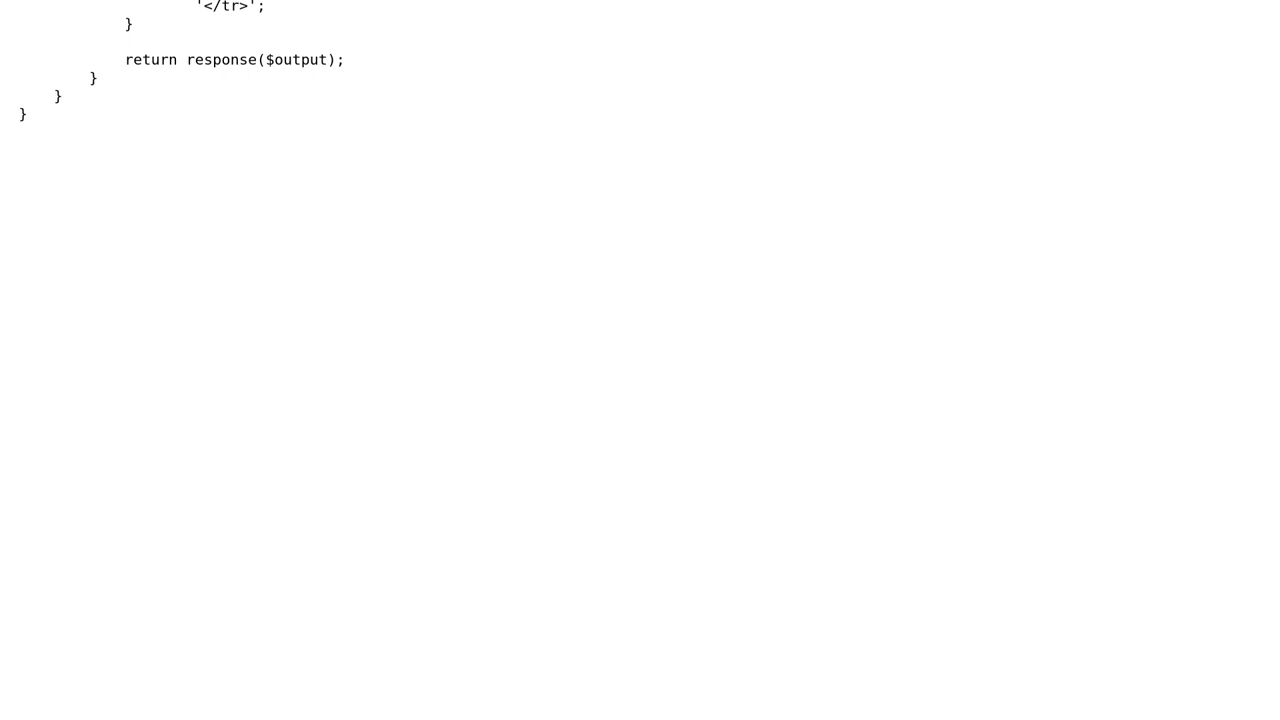 '</tr>';
}
return response($output);
}
}
}